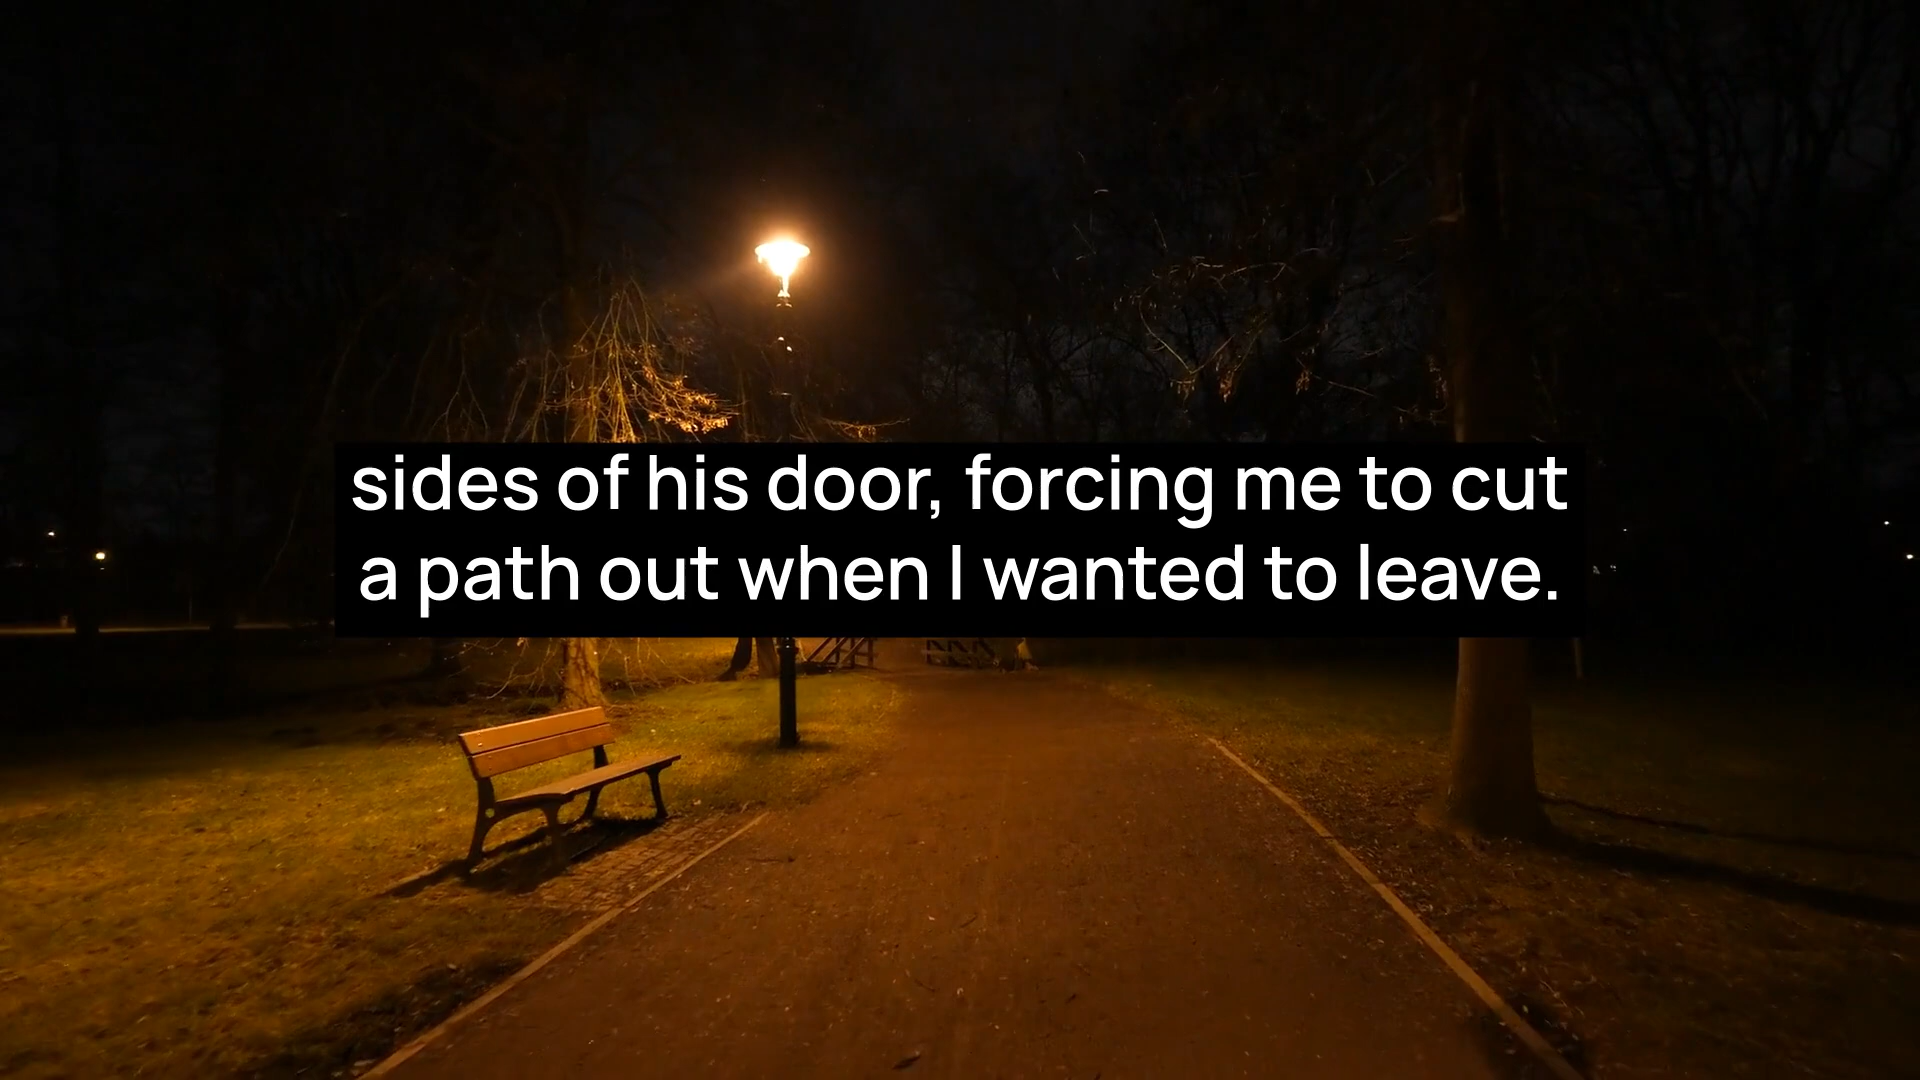 sides of his door, forcing me to cut
a path out when I wanted to leave.